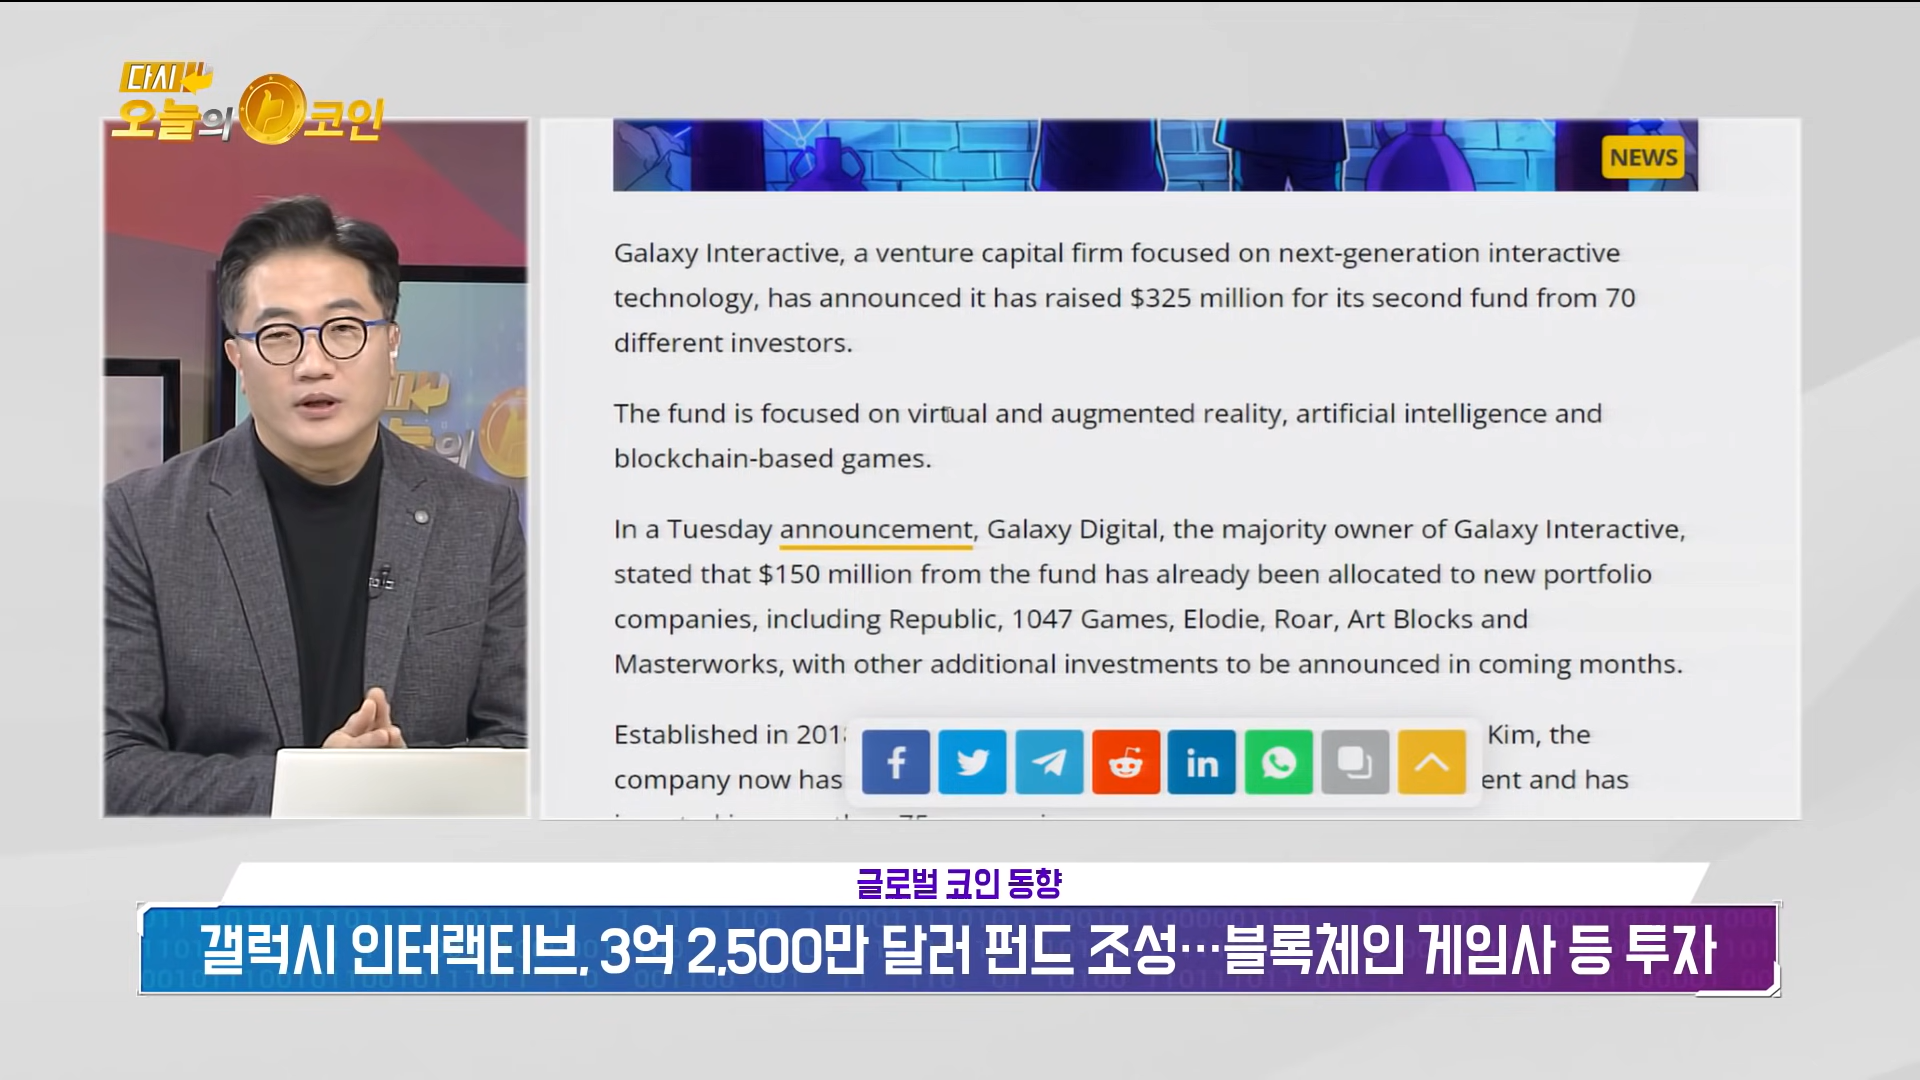 다시
오늘의 코인
NEWS
Galaxy Interactive, a venture capital firm focused on next-generation interactive
technology, has announced it has raised $325 million for its second fund from 70
different investors.
The fund is focused on virtual and augmented reality, artificial intelligence and
blockchain-based games.
In a Tuesday announcement, Galaxy Digital, the majority owner of Galaxy Interactive,
stated that $150 million from the fund has already been allocated to new portfolio
companies, including Republic, 1047 Games, Elodie, Roar, Art Blocks and
Masterworks, with other additional investments to be announced in coming months.
Established in 2018 Kim, the
company now has ent and has
글로벌 코인 동향
갤럭시 인터랙티브, 3억 2,500만 달러 펀드 조성…블록체인 게임사 등 투자